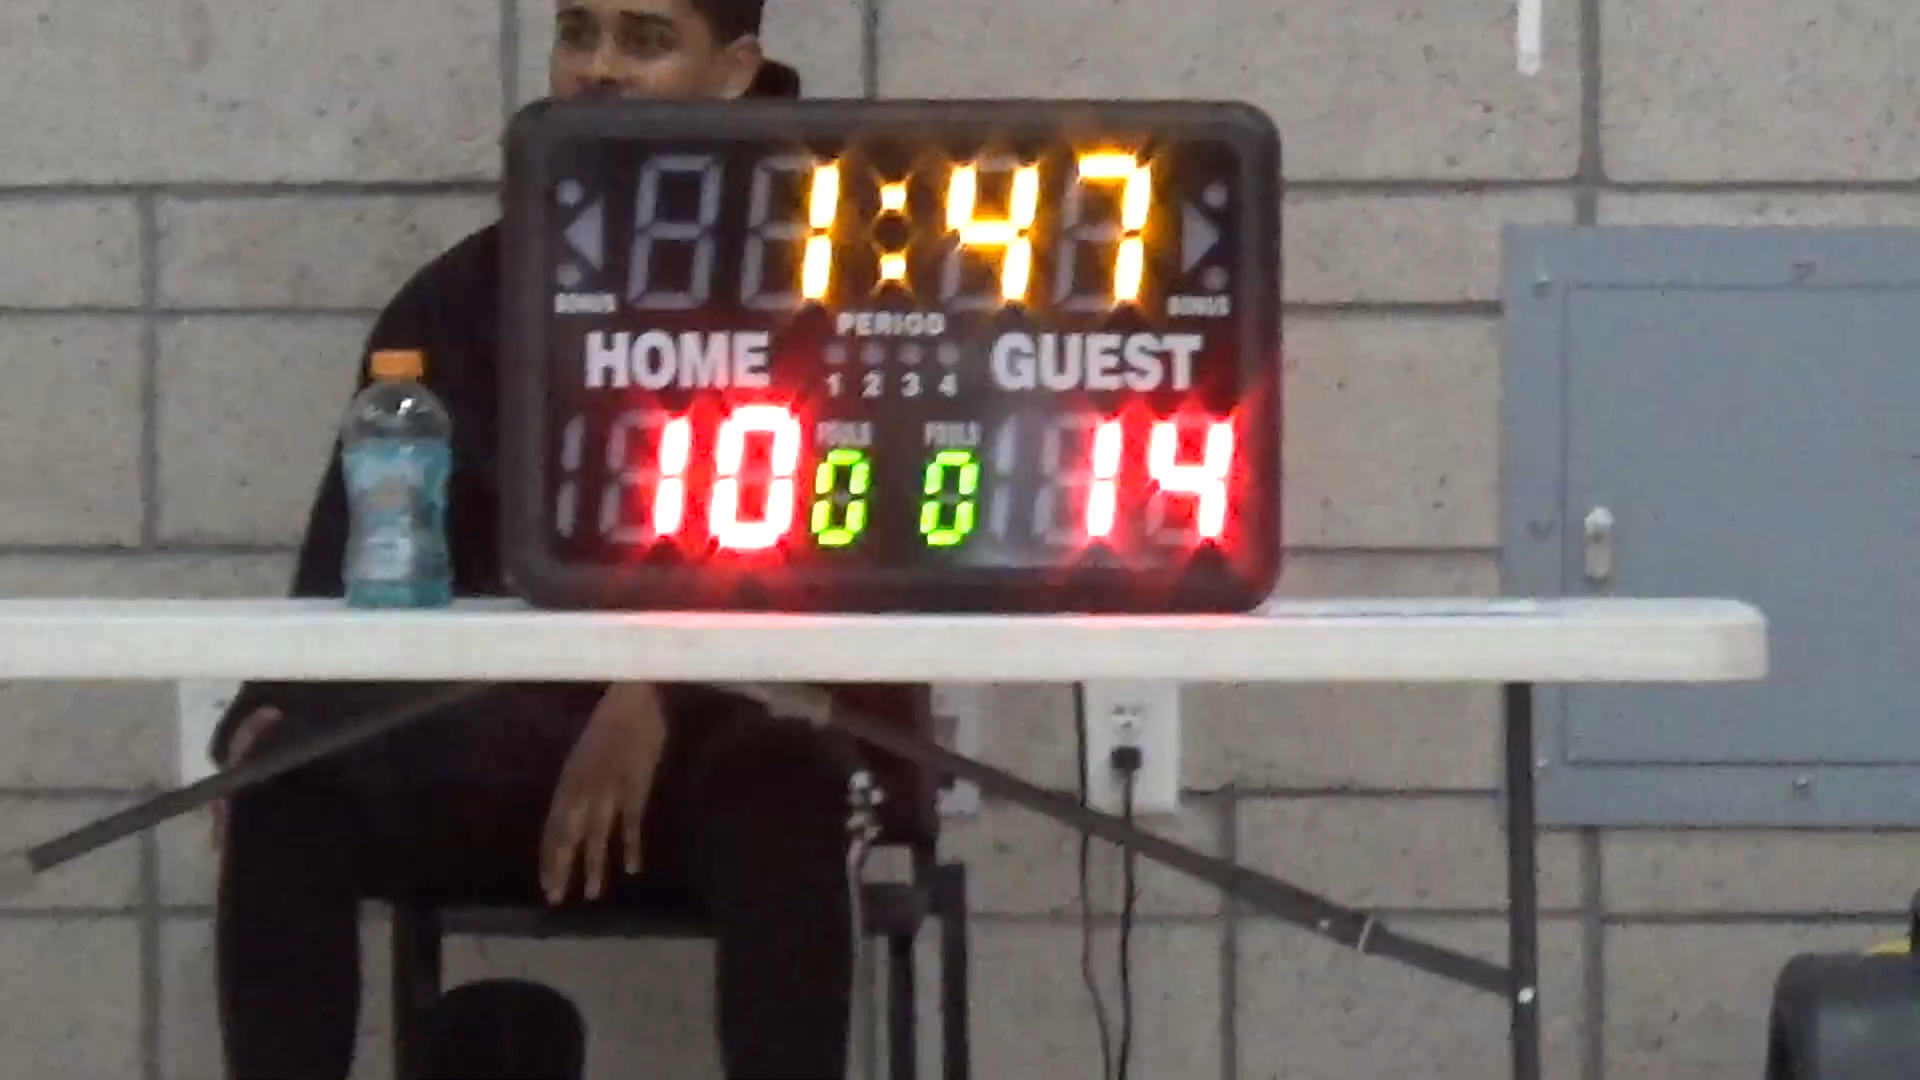 1:47
BONUS BONUS
PERIOD
HOME GUEST
1 2 3 4
FOULS FOULS
10 0 0 14